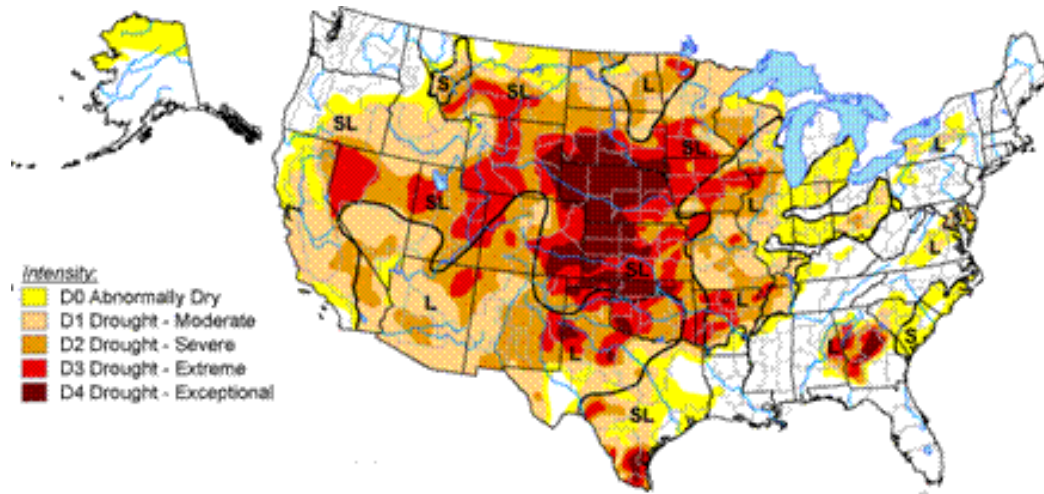 S
SL
L
SL
SL
SL
L
L
SL
L
L
SL
L
L
S
SL
Intensity:
D0 Abnormally Dry
D1 Drought - Moderate
D2 Drought - Severe
D3 Drought - Extreme
D4 Drought - Exceptional